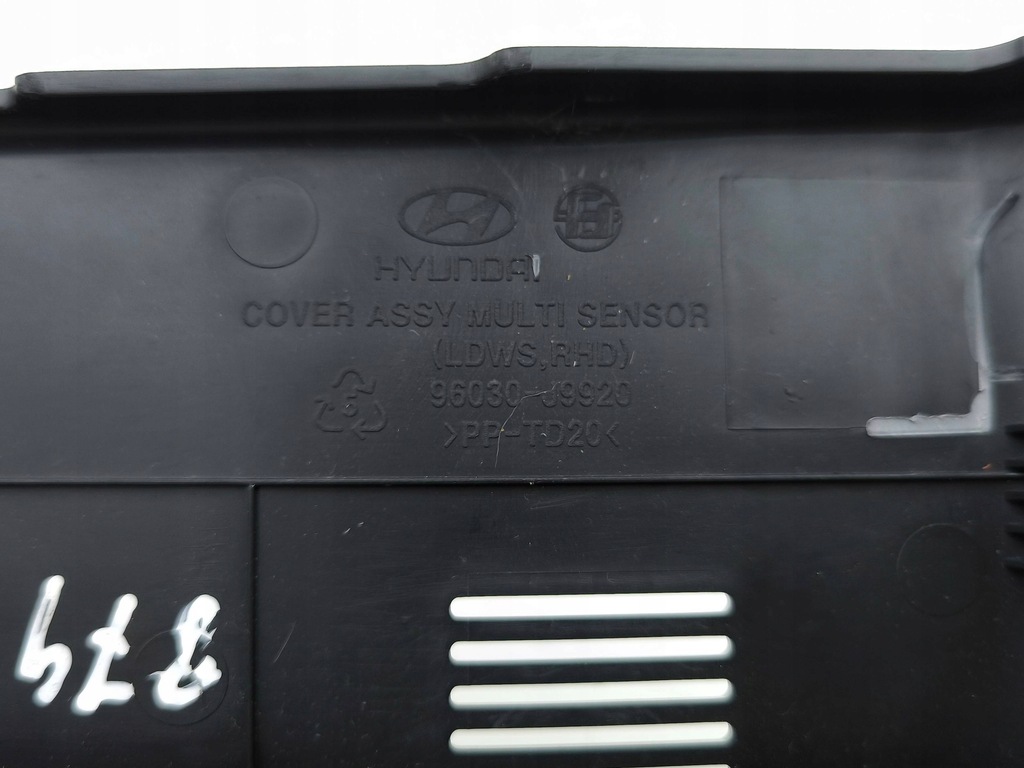 HYUNDAI
COVER ASSY MULTI SENSOR
(LDWS,RHD)
96030-J9920
>PP-TD20<